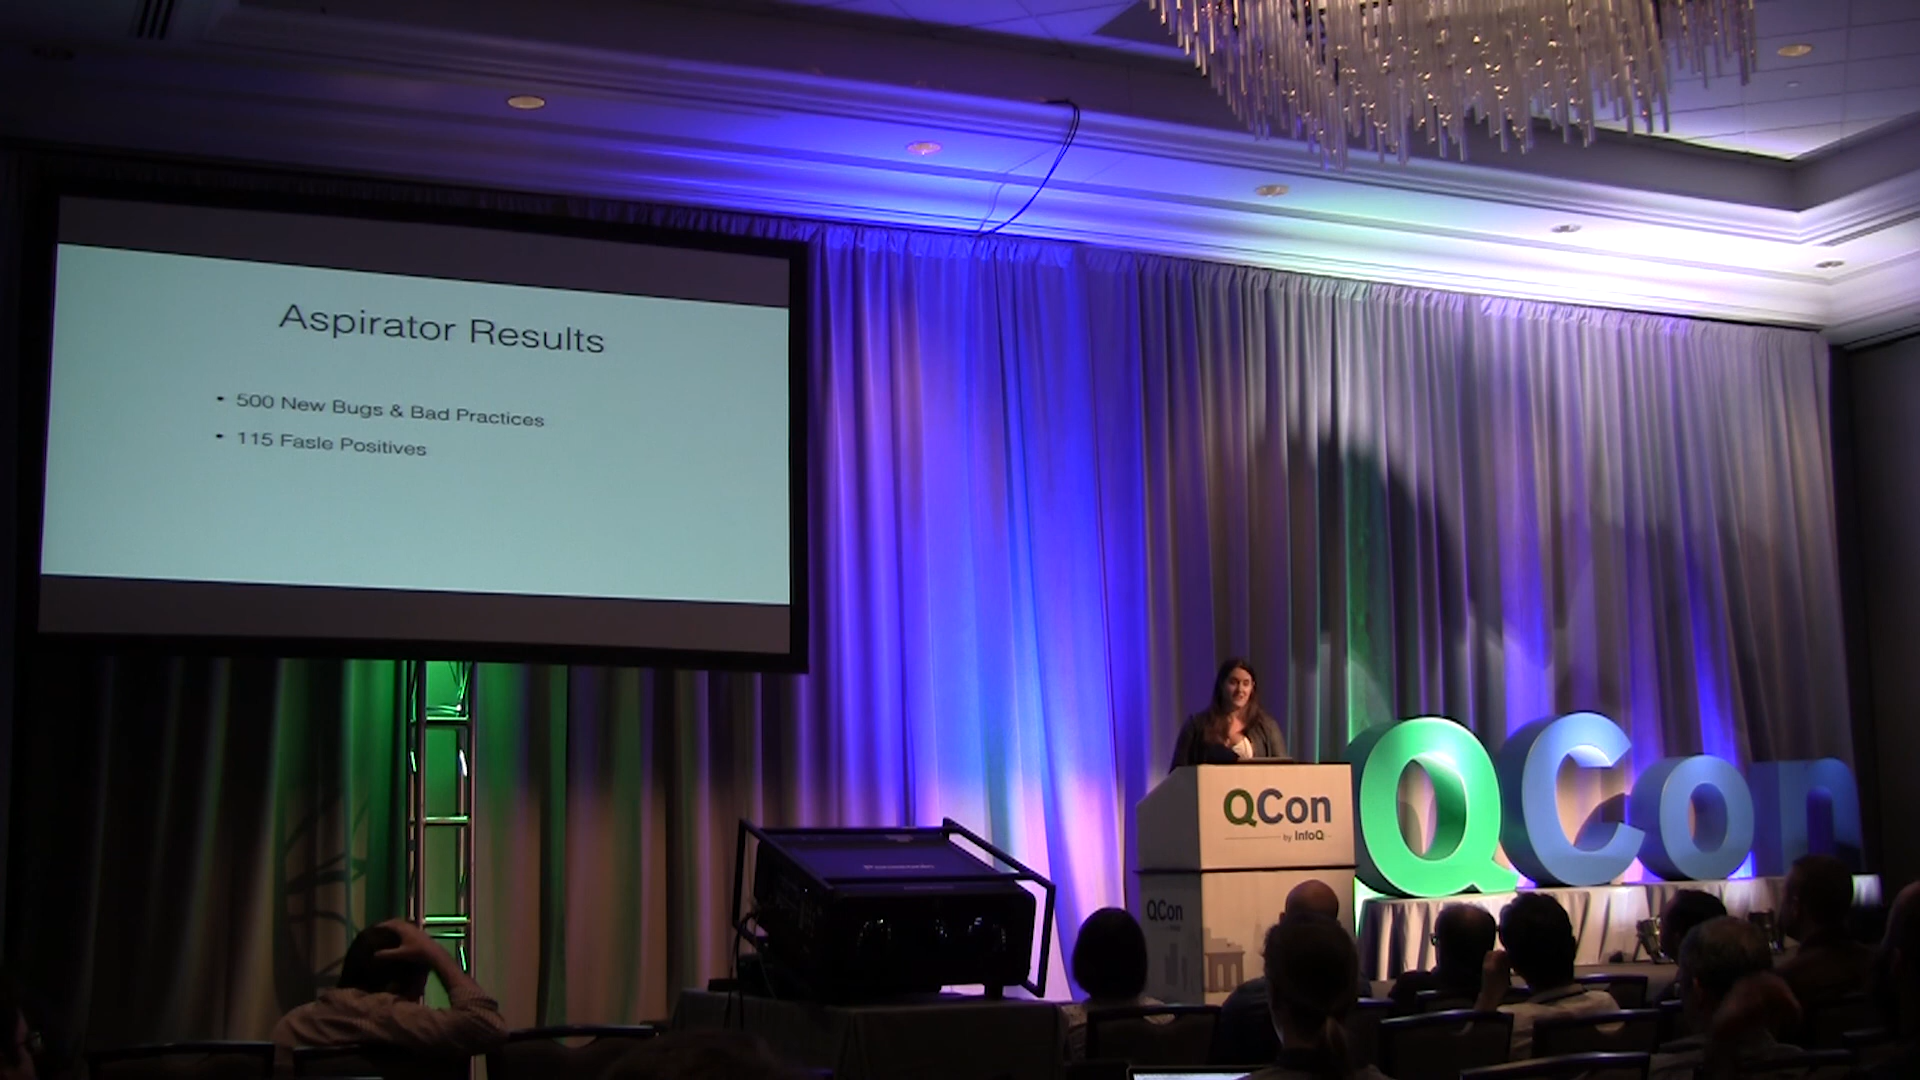 Aspirator Results
• 500 New Bugs & Bad Practices
• 115 Fasle Positives
QCon
by InfoQ
QCon
QCon